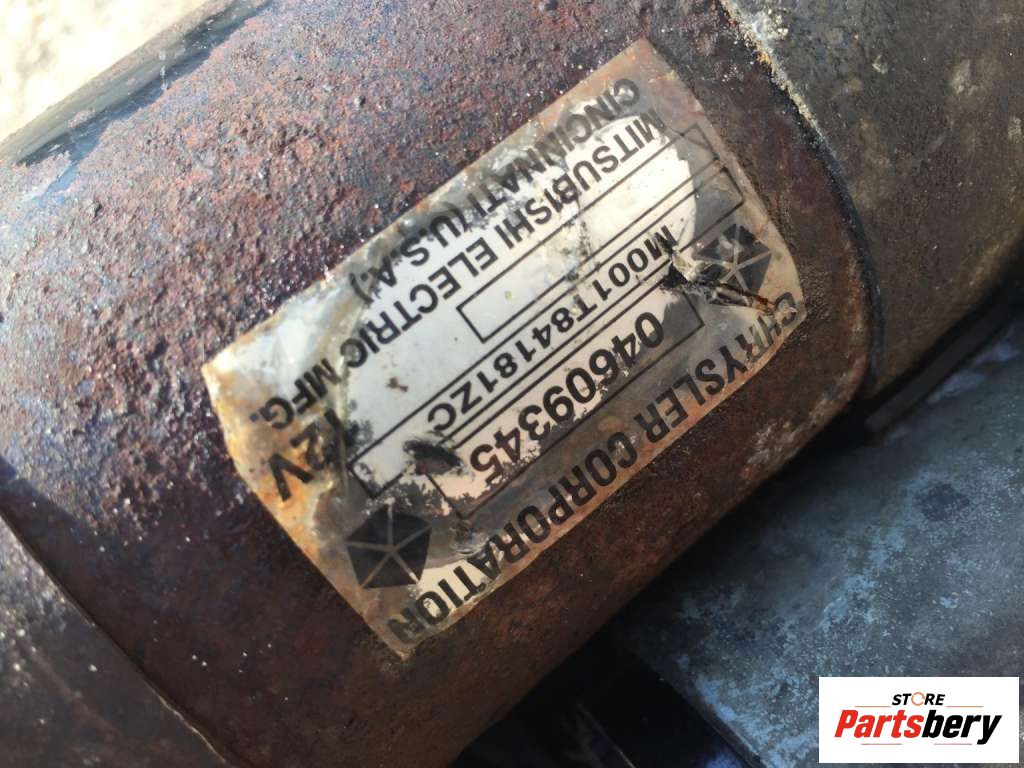 CHRYSLER CORPORATION
04609345
M001T84181ZC
12V
MITSUBISHI ELECTRIC MFG.
CINCINNATI (U.S.A.)
STORE
Partsbery